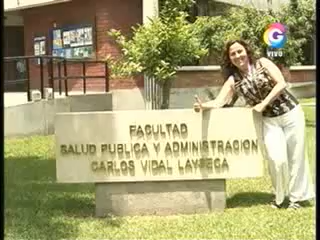 G
VIVO
FACULTAD
SALUD PUBLICA Y ADMINISTRACION
CARLOS VIDAL LAYSECA